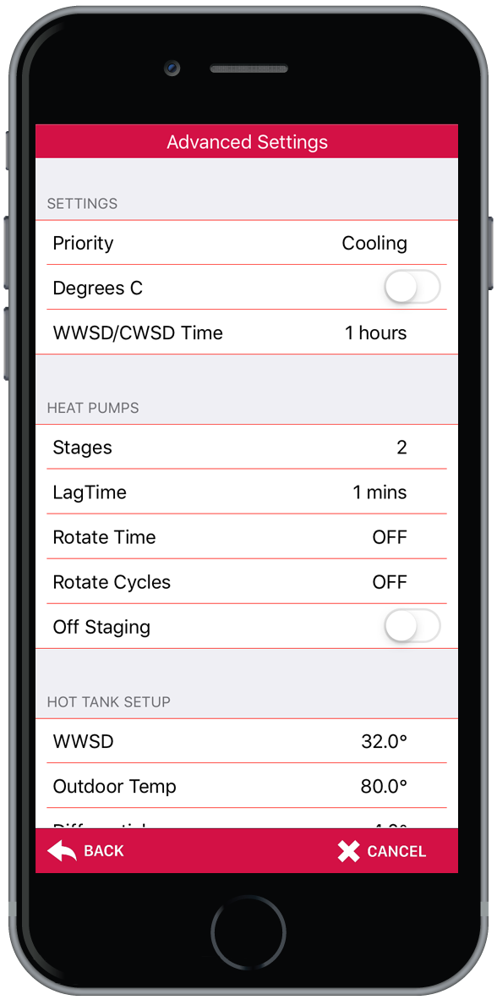 Advanced Settings
SETTINGS
Priority Cooling
Degrees C
WWSD/CWSD Time 1 hours
HEAT PUMPS
Stages 2
LagTime 1 mins
Rotate Time OFF
Rotate Cycles OFF
Off Staging
HOT TANK SETUP
WWSD 32.0°
Outdoor Temp 80.0°
BACK CANCEL